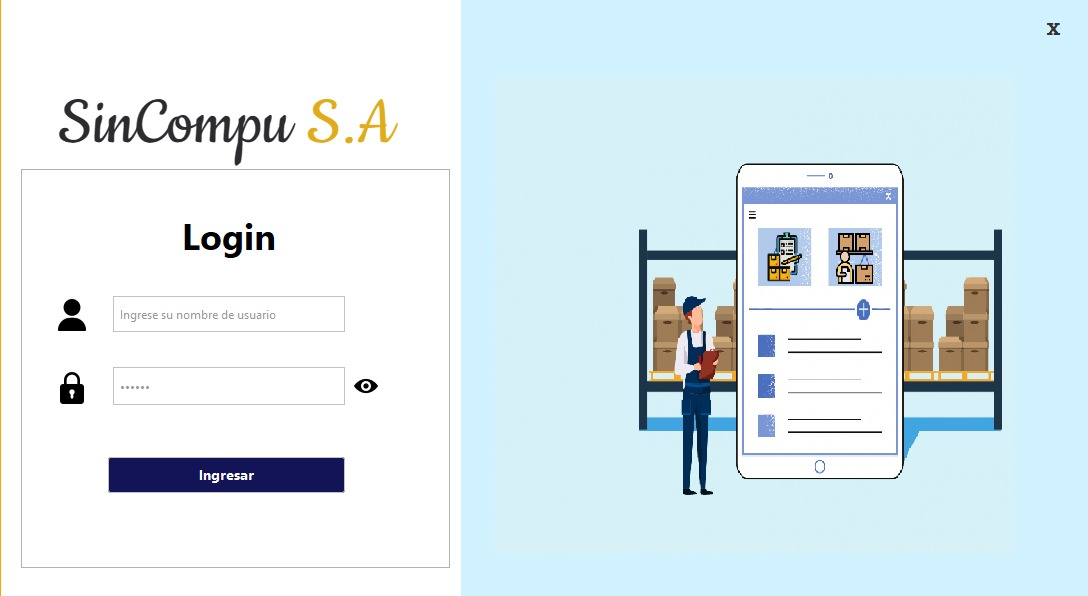 X
SinCompu S.A
Login
Ingrese su nombre de usuario
••••••
Ingresar